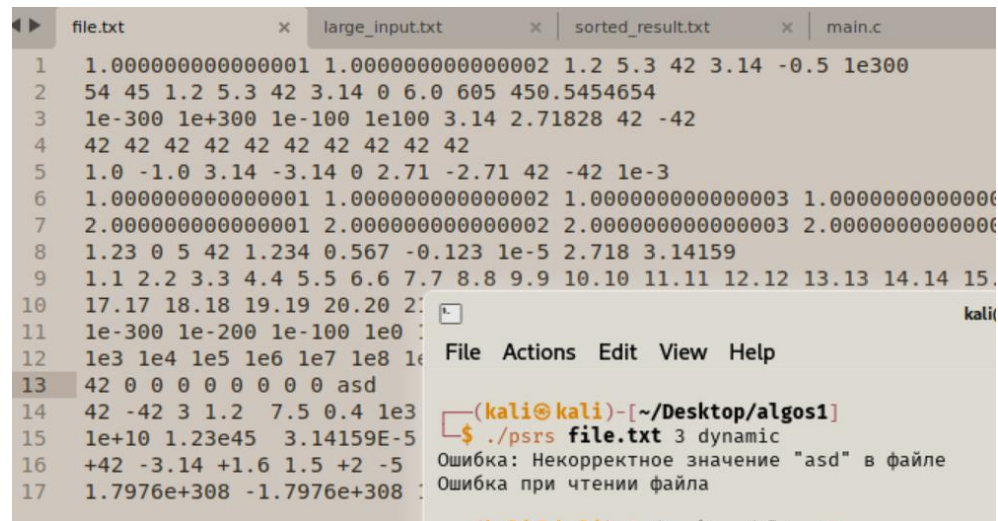 file.txt × large_input.txt × sorted_result.txt × main.c
1 1.000000000000001 1.000000000000002 1.2 5.3 42 3.14 -0.5 1e300
2 54 45 1.2 5.3 42 3.14 0 6.0 605 450.5454654
3 1e-300 1e+300 1e-100 1e100 3.14 2.71828 42 -42
4 42 42 42 42 42 42 42 42 42 42
5 1.0 -1.0 3.14 -3.14 0 2.71 -2.71 42 -42 1e-3
6 1.000000000000001 1.000000000000002 1.000000000000003
7 2.000000000000001 2.000000000000002 2.000000000000003
8 1.23 0 5 42 1.234 0.567 -0.123 1e-5 2.718 3.14159
9 1.1 2.2 3.3 4.4 5.5 6.6 7.7 8.8 9.9 10.10 11.11 12.12 13.13 14.14 15.
10 17.17 18.18 19.19 20.20
11 1e-300 1e-200 1e-100 1e0
12 1e3 1e4 1e5 1e6 1e7 1e8
13 42 0 0 0 0 0 0 0 0 asd
14 42 -42 3 1.2 7.5 0.4 1e3
15 1e+10 1.23e45 3.14159E-5
16 +42 -3.14 +1.6 1.5 +2 -5
17 1.7976e+308 -1.7976e+308
kali@
File Actions Edit View Help
(kali㉿kali)-[~/Desktop/algos1]
$ ./psrs file.txt 3 dynamic
Ошибка: Некорректное значение "asd" в файле
Ошибка при чтении файла